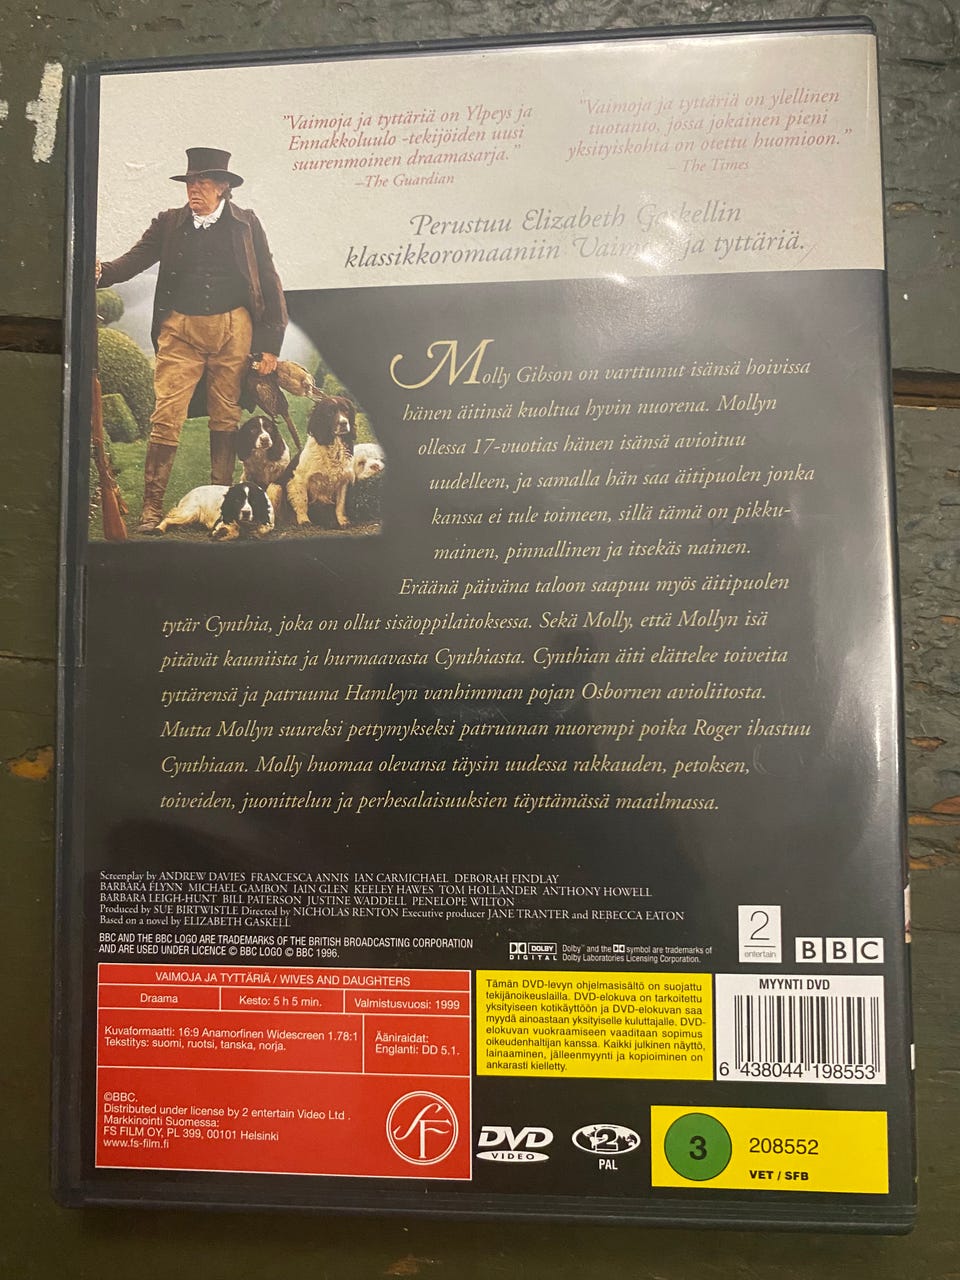 "Vaimoja ja tyttäriä on Ylpeys ja
Ennakkoluulo -tekijöiden uusi
suurenmoinen draamasarja."
–The Guardian
"Vaimoja ja tyttäriä on ylellinen
tuotanto, jossa jokainen pieni
yksityiskohta on otettu huomioon."
– The Times
Perustuu Elizabeth Gaskellin
klassikkoromaaniin Vaimoja ja tyttäriä.
Molly Gibson on varttunut isänsä hoivissa
hänen äitinsä kuoltua hyvin nuorena. Mollyn
ollessa 17-vuotias hänen isänsä avioituu
uudelleen, ja samalla hän saa äitipuolen jonka
kanssa ei tule toimeen, sillä tämä on pikku-
mainen, pinnallinen ja itsekäs nainen.
Eräänä päivänä taloon saapuu myös äitipuolen
tytär Cynthia, joka on ollut sisäoppilaitoksessa. Sekä Molly, että Mollyn isä
pitävät kauniista ja hurmaavasta Cynthiasta. Cynthian äiti elättelee toiveita
tyttärensä ja patruuna Hamleyn vanhimman pojan Osbornen avioliitosta.
Mutta Mollyn suureksi pettymykseksi patruunan nuorempi poika Roger ihastuu
Cynthiaan. Molly huomaa olevansa täysin uudessa rakkauden, petoksen,
toiveiden, juonittelun ja perhesalaisuuksien täyttämässä maailmassa.
Screenplay by ANDREW DAVIES FRANCESCA ANNIS IAN CARMICHAEL DEBORAH FINDLAY
BARBARA FLYNN MICHAEL GAMBON IAIN GLEN KEELEY HAWES TOM HOLLANDER ANTHONY HOWELL
BARBARA LEIGH-HUNT BILL PATERSON JUSTINE WADDELL PENELOPE WILTON
Produced by SUE BIRTWISTLE Directed by NICHOLAS RENTON Executive producer JANE TRANTER and REBECCA EATON
Based on a novel by ELIZABETH GASKELL
BBC AND THE BBC LOGO ARE TRADEMARKS OF THE BRITISH BROADCASTING CORPORATION
AND ARE USED UNDER LICENCE © BBC LOGO © BBC 1996.
DOLBY
DIGITAL
Dolby and the symbol are trademarks of
Dolby Laboratories Licensing Corporation.
2
entertain
BBC
VAIMOJA JA TYTTÄRIÄ / WIVES AND DAUGHTERS
Draama
Kesto: 5 h 5 min.
Valmistusvuosi: 1999
Kuvaformaatti: 16:9 Anamorfinen Widescreen 1.78:1
Tekstitys: suomi, ruotsi, tanska, norja.
Ääniraidat:
Englanti: DD 5.1.
©BBC.
Distributed under license by 2 entertain Video Ltd .
Markkinointi Suomessa:
FS FILM OY, PL 399, 00101 Helsinki
www.fs-film.fi
SF
Tämän DVD-levyn ohjelmasisältö on suojattu
tekijänoikeuslailla. DVD-elokuva on tarkoitettu
yksityiseen kotikäyttöön ja DVD-elokuvan saa
myydä ainoastaan yksityiselle kuluttajalle. DVD-
elokuvan vuokraamiseen vaaditaan sopimus
oikeudenhaltijan kanssa. Kaikki julkinen näyttö,
lainaaminen, jälleenmyynti ja kopioiminen on
ankarasti kielletty.
MYYNTI DVD
6 438044 198553
DVD
VIDEO
2
PAL
3
208552
VET / SFB